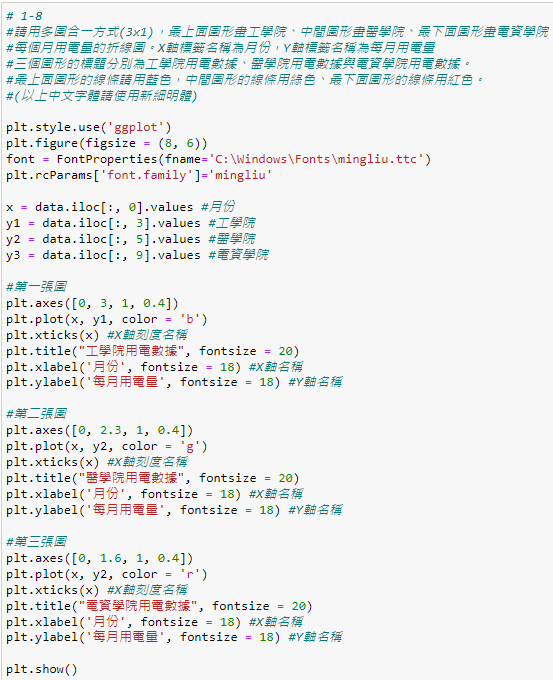 # 1-8
#請用多圖合一方式(3x1)，最上面圖形畫工學院、中間圖形畫醫學院、最下面圖形畫電資學院
#每個月用電量的折線圖。X軸標籤名稱為月份，Y軸標籤名稱為每月用電量
#三個圖形的標題分別為工學院用電數據、醫學院用電數據與電資學院用電數據。
#最上面圖形的線條請用藍色，中間圖形的線條用綠色、最下面圖形的線條用紅色。
#(以上中文字體請使用新細明體)
plt.style.use('ggplot')
plt.figure(figsize = (8, 6))
font = FontProperties(fname='C:\Windows\Fonts\mingliu.ttc')
plt.rcParams['font.family']='mingliu'
x = data.iloc[:, 0].values #月份
y1 = data.iloc[:, 3].values #工學院
y2 = data.iloc[:, 5].values #醫學院
y3 = data.iloc[:, 9].values #電資學院
#第一張圖
plt.axes([0, 3, 1, 0.4])
plt.plot(x, y1, color = 'b')
plt.xticks(x) #X軸刻度名稱
plt.title("工學院用電數據", fontsize = 20)
plt.xlabel('月份', fontsize = 18) #X軸名稱
plt.ylabel('每月用電量', fontsize = 18) #Y軸名稱
#第二張圖
plt.axes([0, 2.3, 1, 0.4])
plt.plot(x, y2, color = 'g')
plt.xticks(x) #X軸刻度名稱
plt.title("醫學院用電數據", fontsize = 20)
plt.xlabel('月份', fontsize = 18) #X軸名稱
plt.ylabel('每月用電量', fontsize = 18) #Y軸名稱
#第三張圖
plt.axes([0, 1.6, 1, 0.4])
plt.plot(x, y2, color = 'r')
plt.xticks(x) #X軸刻度名稱
plt.title("電資學院用電數據", fontsize = 20)
plt.xlabel('月份', fontsize = 18) #X軸名稱
plt.ylabel('每月用電量', fontsize = 18) #Y軸名稱
plt.show()